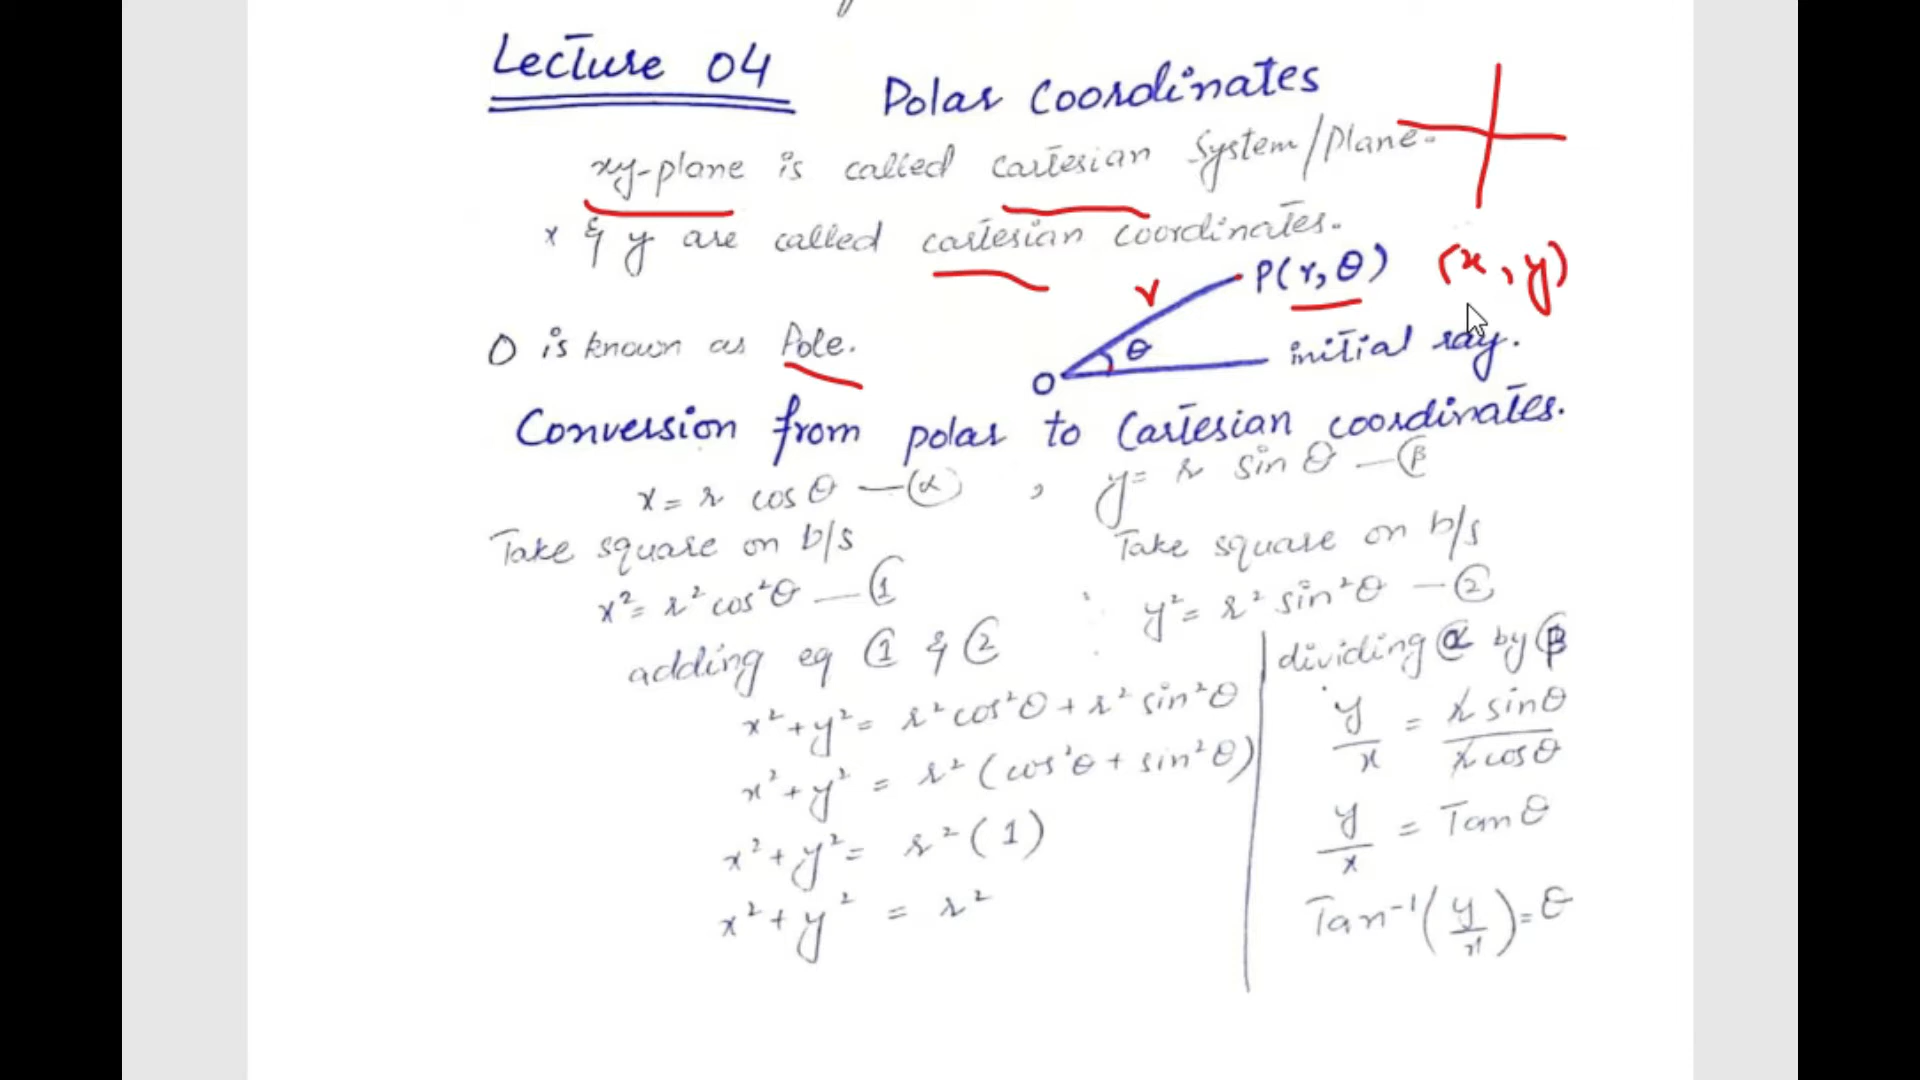 Lecture 04
Polar Coordinates
xy-plane is called cartesian System/Plane.
x & y are called cartesian coordinates.
P(r, θ) (x, y)
r
θ
O is known as Pole.
O
initial ray.
Conversion from polar to Cartesian coordinates.
x = r cosθ —(α) , y = r sinθ —(β)
Take square on b/s
Take square on b/s
x² = r² cos²θ —(1)
y² = r² sin²θ —(2)
adding eq (1) & (2)
x² + y² = r² cos²θ + r² sin²θ
x² + y² = r² (cos²θ + sin²θ)
x² + y² = r² (1)
x² + y² = r²
dividing (α) by (β)
y/x = r sinθ / r cosθ
y/x = Tanθ
Tan⁻¹(y/x) = θ